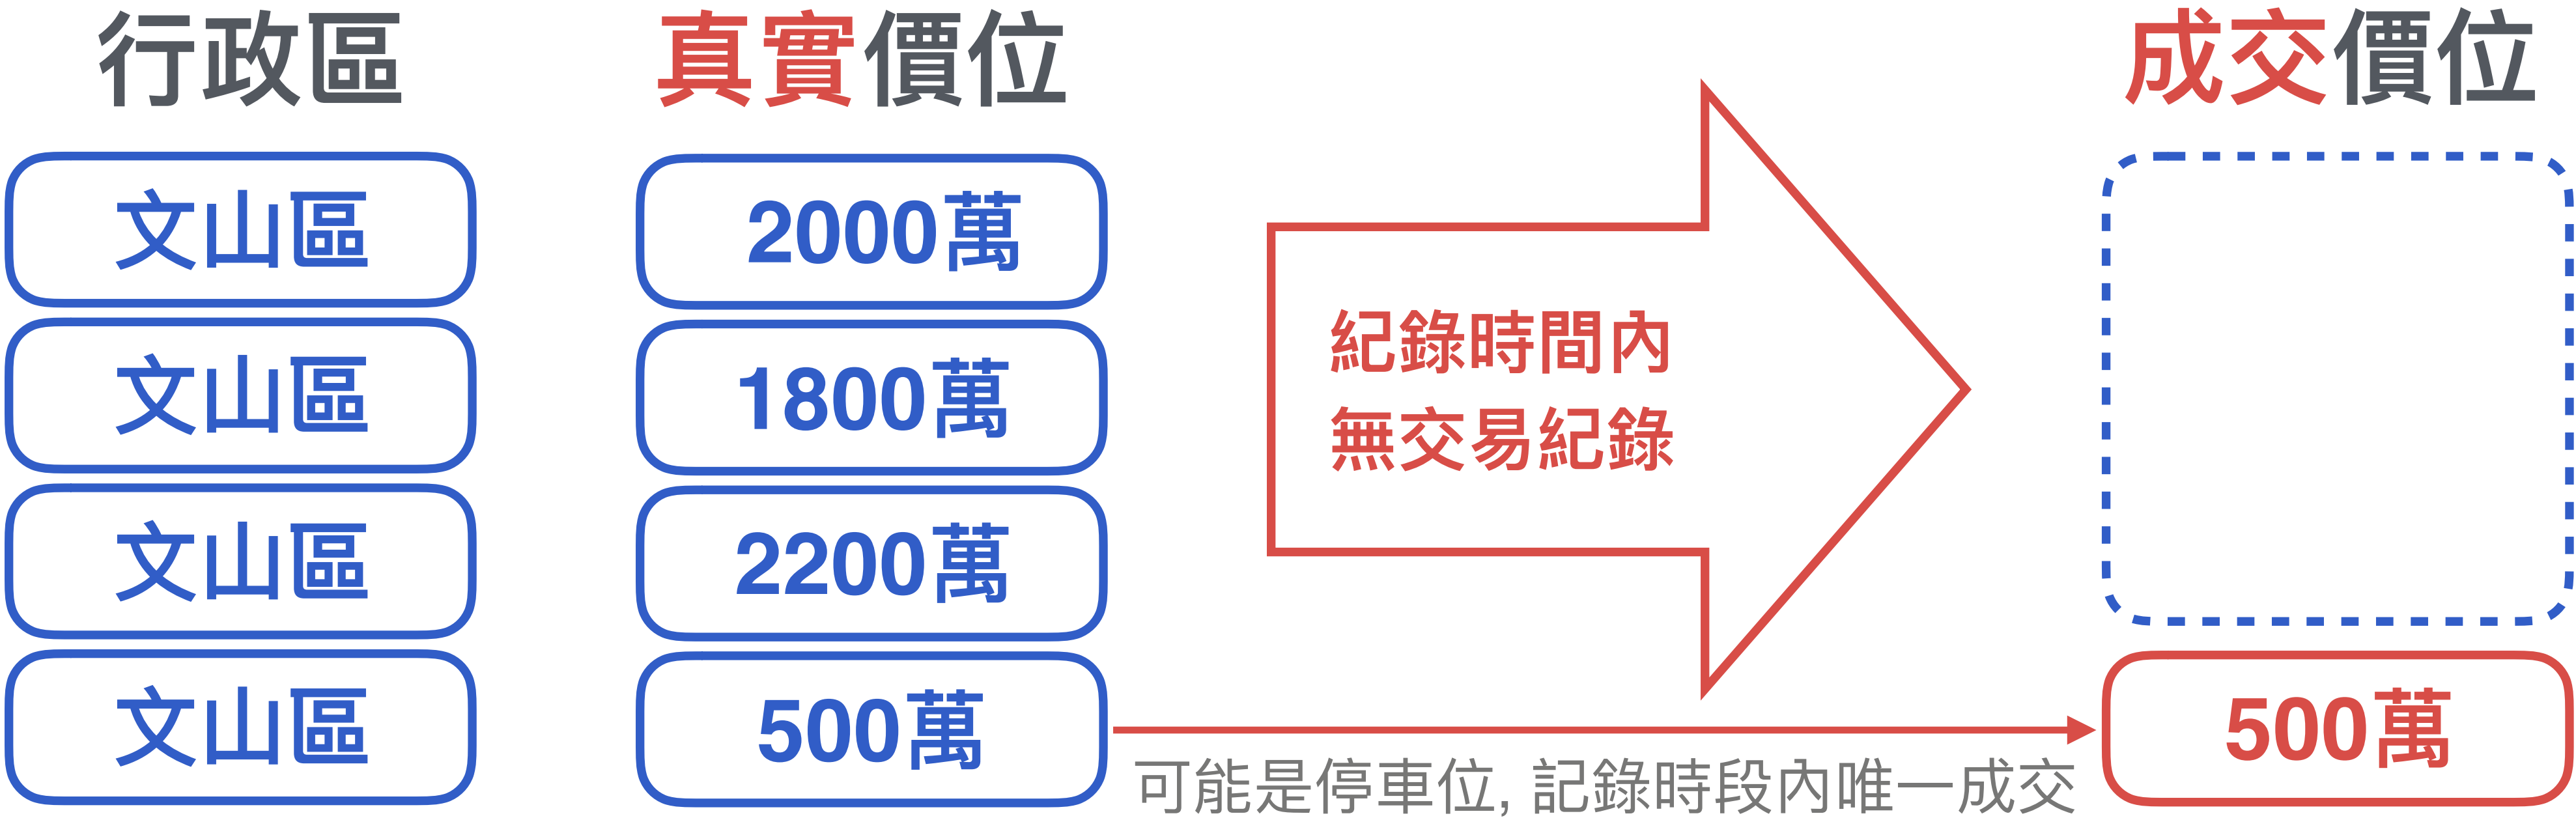 行政區 真實價位 成交價位
文山區 2000萬
文山區 1800萬
文山區 2200萬
文山區 500萬 500萬
紀錄時間內
無交易紀錄
可能是停車位, 記錄時段內唯一成交